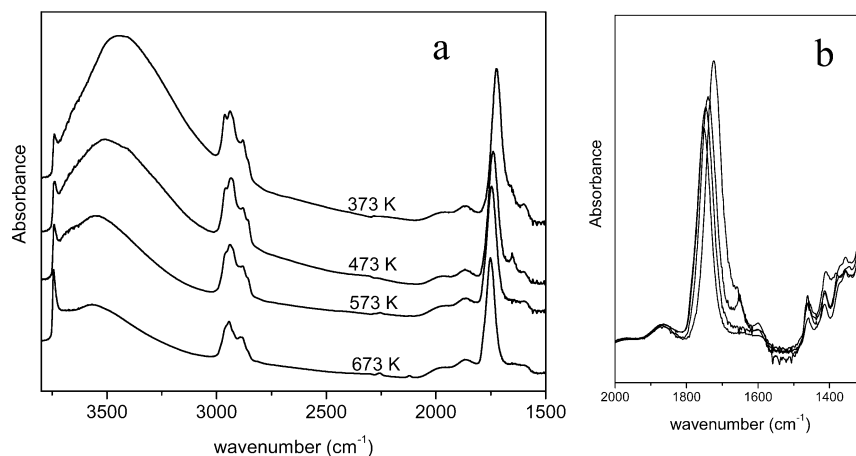 a
b
Absorbance
Absorbance
373 K
473 K
573 K
673 K
3500 3000 2500 2000 1500
2000 1800 1600 1400
wavenumber (cm⁻¹)
wavenumber (cm⁻¹)